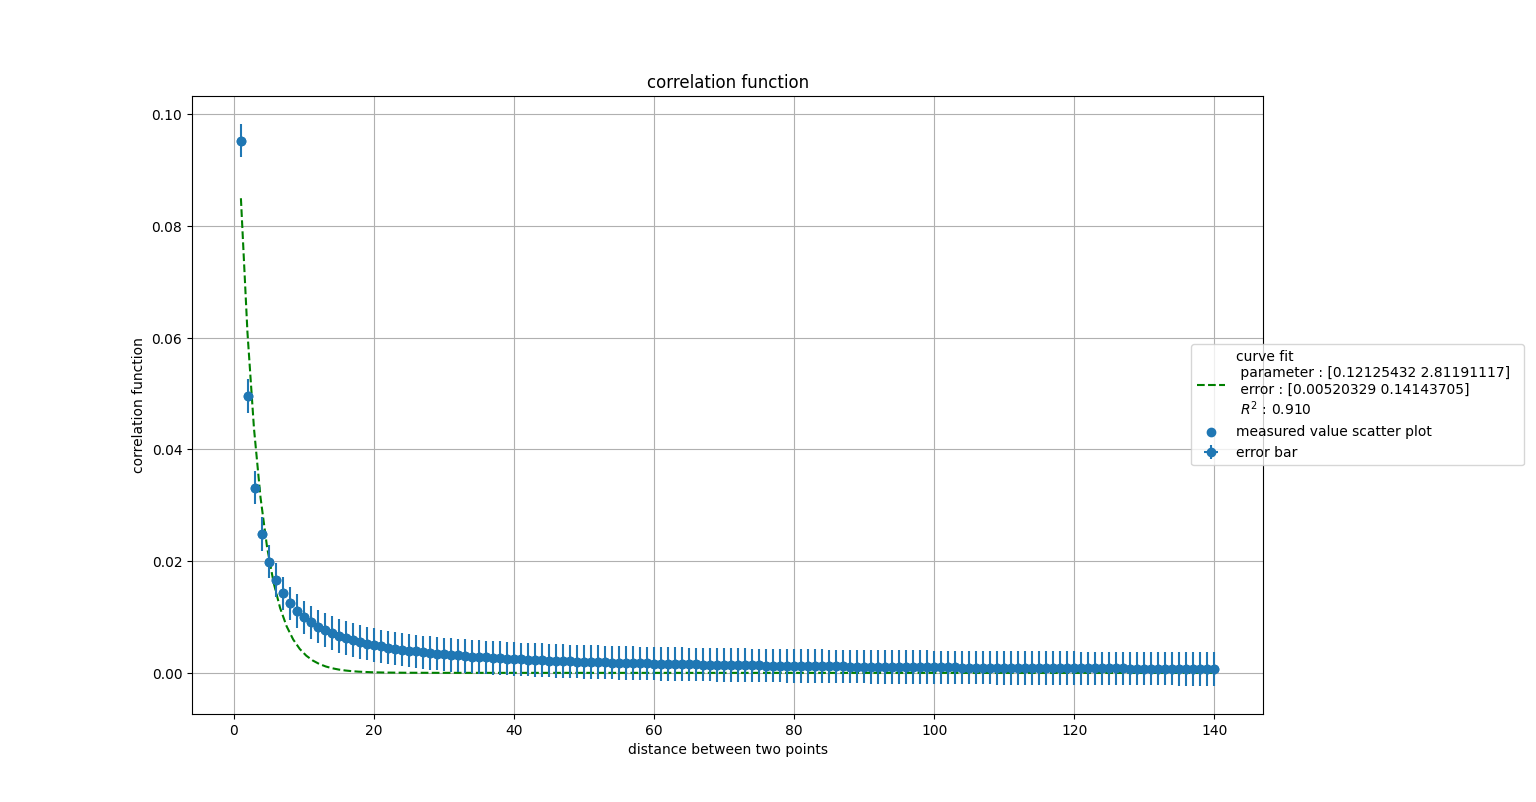 correlation function
0.10
0.08
0.06
0.04
0.02
0.00
correlation function
0
20
40
60
80
100
120
140
distance between two points
curve fit
parameter : [0.12125432 2.81191117]
error : [0.00520329 0.14143705]
R² : 0.910
measured value scatter plot
error bar